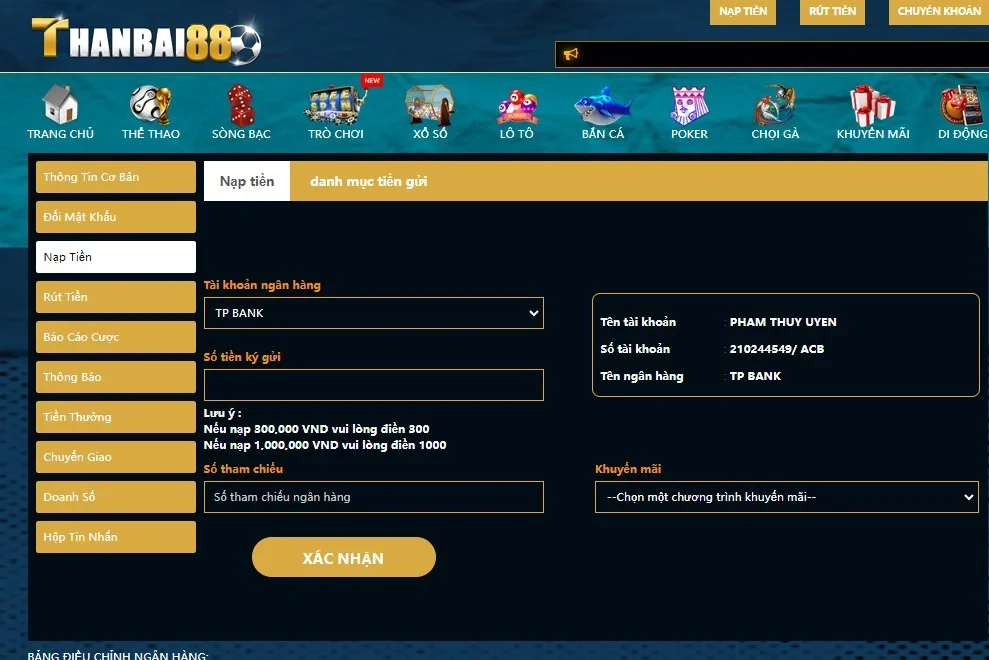 NẠP TIỀN RÚT TIỀN CHUYỂN KHOẢN
THANBAI88
NEW
TRANG CHỦ THỂ THAO SÒNG BẠC TRÒ CHƠI XỔ SỐ LÔ TÔ BẮN CÁ POKER CHỌI GÀ KHUYẾN MÃI DI ĐỘNG
Thông Tin Cơ Bản
Nạp tiền danh mục tiền gửi
Đổi Mật Khẩu
Nạp Tiền
Rút Tiền
Báo Cáo Cược
Thông Báo
Tiền Thưởng
Chuyển Giao
Doanh Số
Hộp Tin Nhắn
Tài khoản ngân hàng
TP BANK
Số tiền ký gửi
Lưu ý :
Nếu nạp 300,000 VND vui lòng điền 300
Nếu nạp 1,000,000 VND vui lòng điền 1000
Số tham chiếu
Số tham chiếu ngân hàng
XÁC NHẬN
Tên tài khoản : PHAM THUY UYEN
Số tài khoản : 210244549/ ACB
Tên ngân hàng : TP BANK
Khuyến mãi
--Chọn một chương trình khuyến mãi--
BẢNG ĐIỀU CHỈNH NGÂN HÀNG: